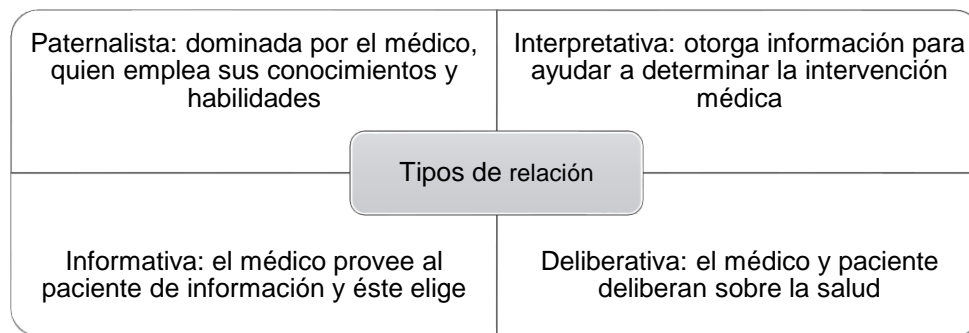 Paternalista: dominada por el médico,
quien emplea sus conocimientos y
habilidades
Interpretativa: otorga información para
ayudar a determinar la intervención
médica
Tipos de relación
Informativa: el médico provee al
paciente de información y éste elige
Deliberativa: el médico y paciente
deliberan sobre la salud